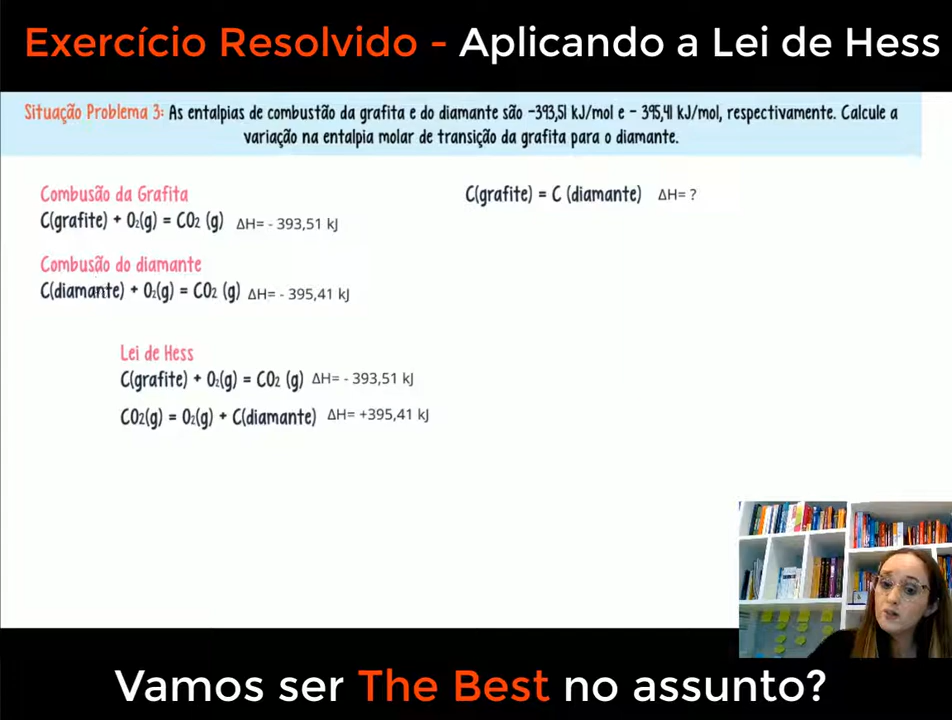 Exercício Resolvido - Aplicando a Lei de Hess
Situação Problema 3: As entalpias de combustão da grafita e do diamante são -393,51 kJ/mol e - 395,41 kJ/mol, respectivamente. Calcule a
variação na entalpia molar de transição da grafita para o diamante.
Combusão da Grafita
C(grafite) + O₂(g) = CO₂ (g) ΔH= - 393,51 kJ
C(grafite) = C (diamante) ΔH= ?
Combusão do diamante
C(diamante) + O₂(g) = CO₂ (g) ΔH= - 395,41 kJ
Lei de Hess
C(grafite) + O₂(g) = CO₂ (g) ΔH= - 393,51 kJ
CO₂(g) = O₂(g) + C(diamante) ΔH= +395,41 kJ
Vamos ser The Best no assunto?